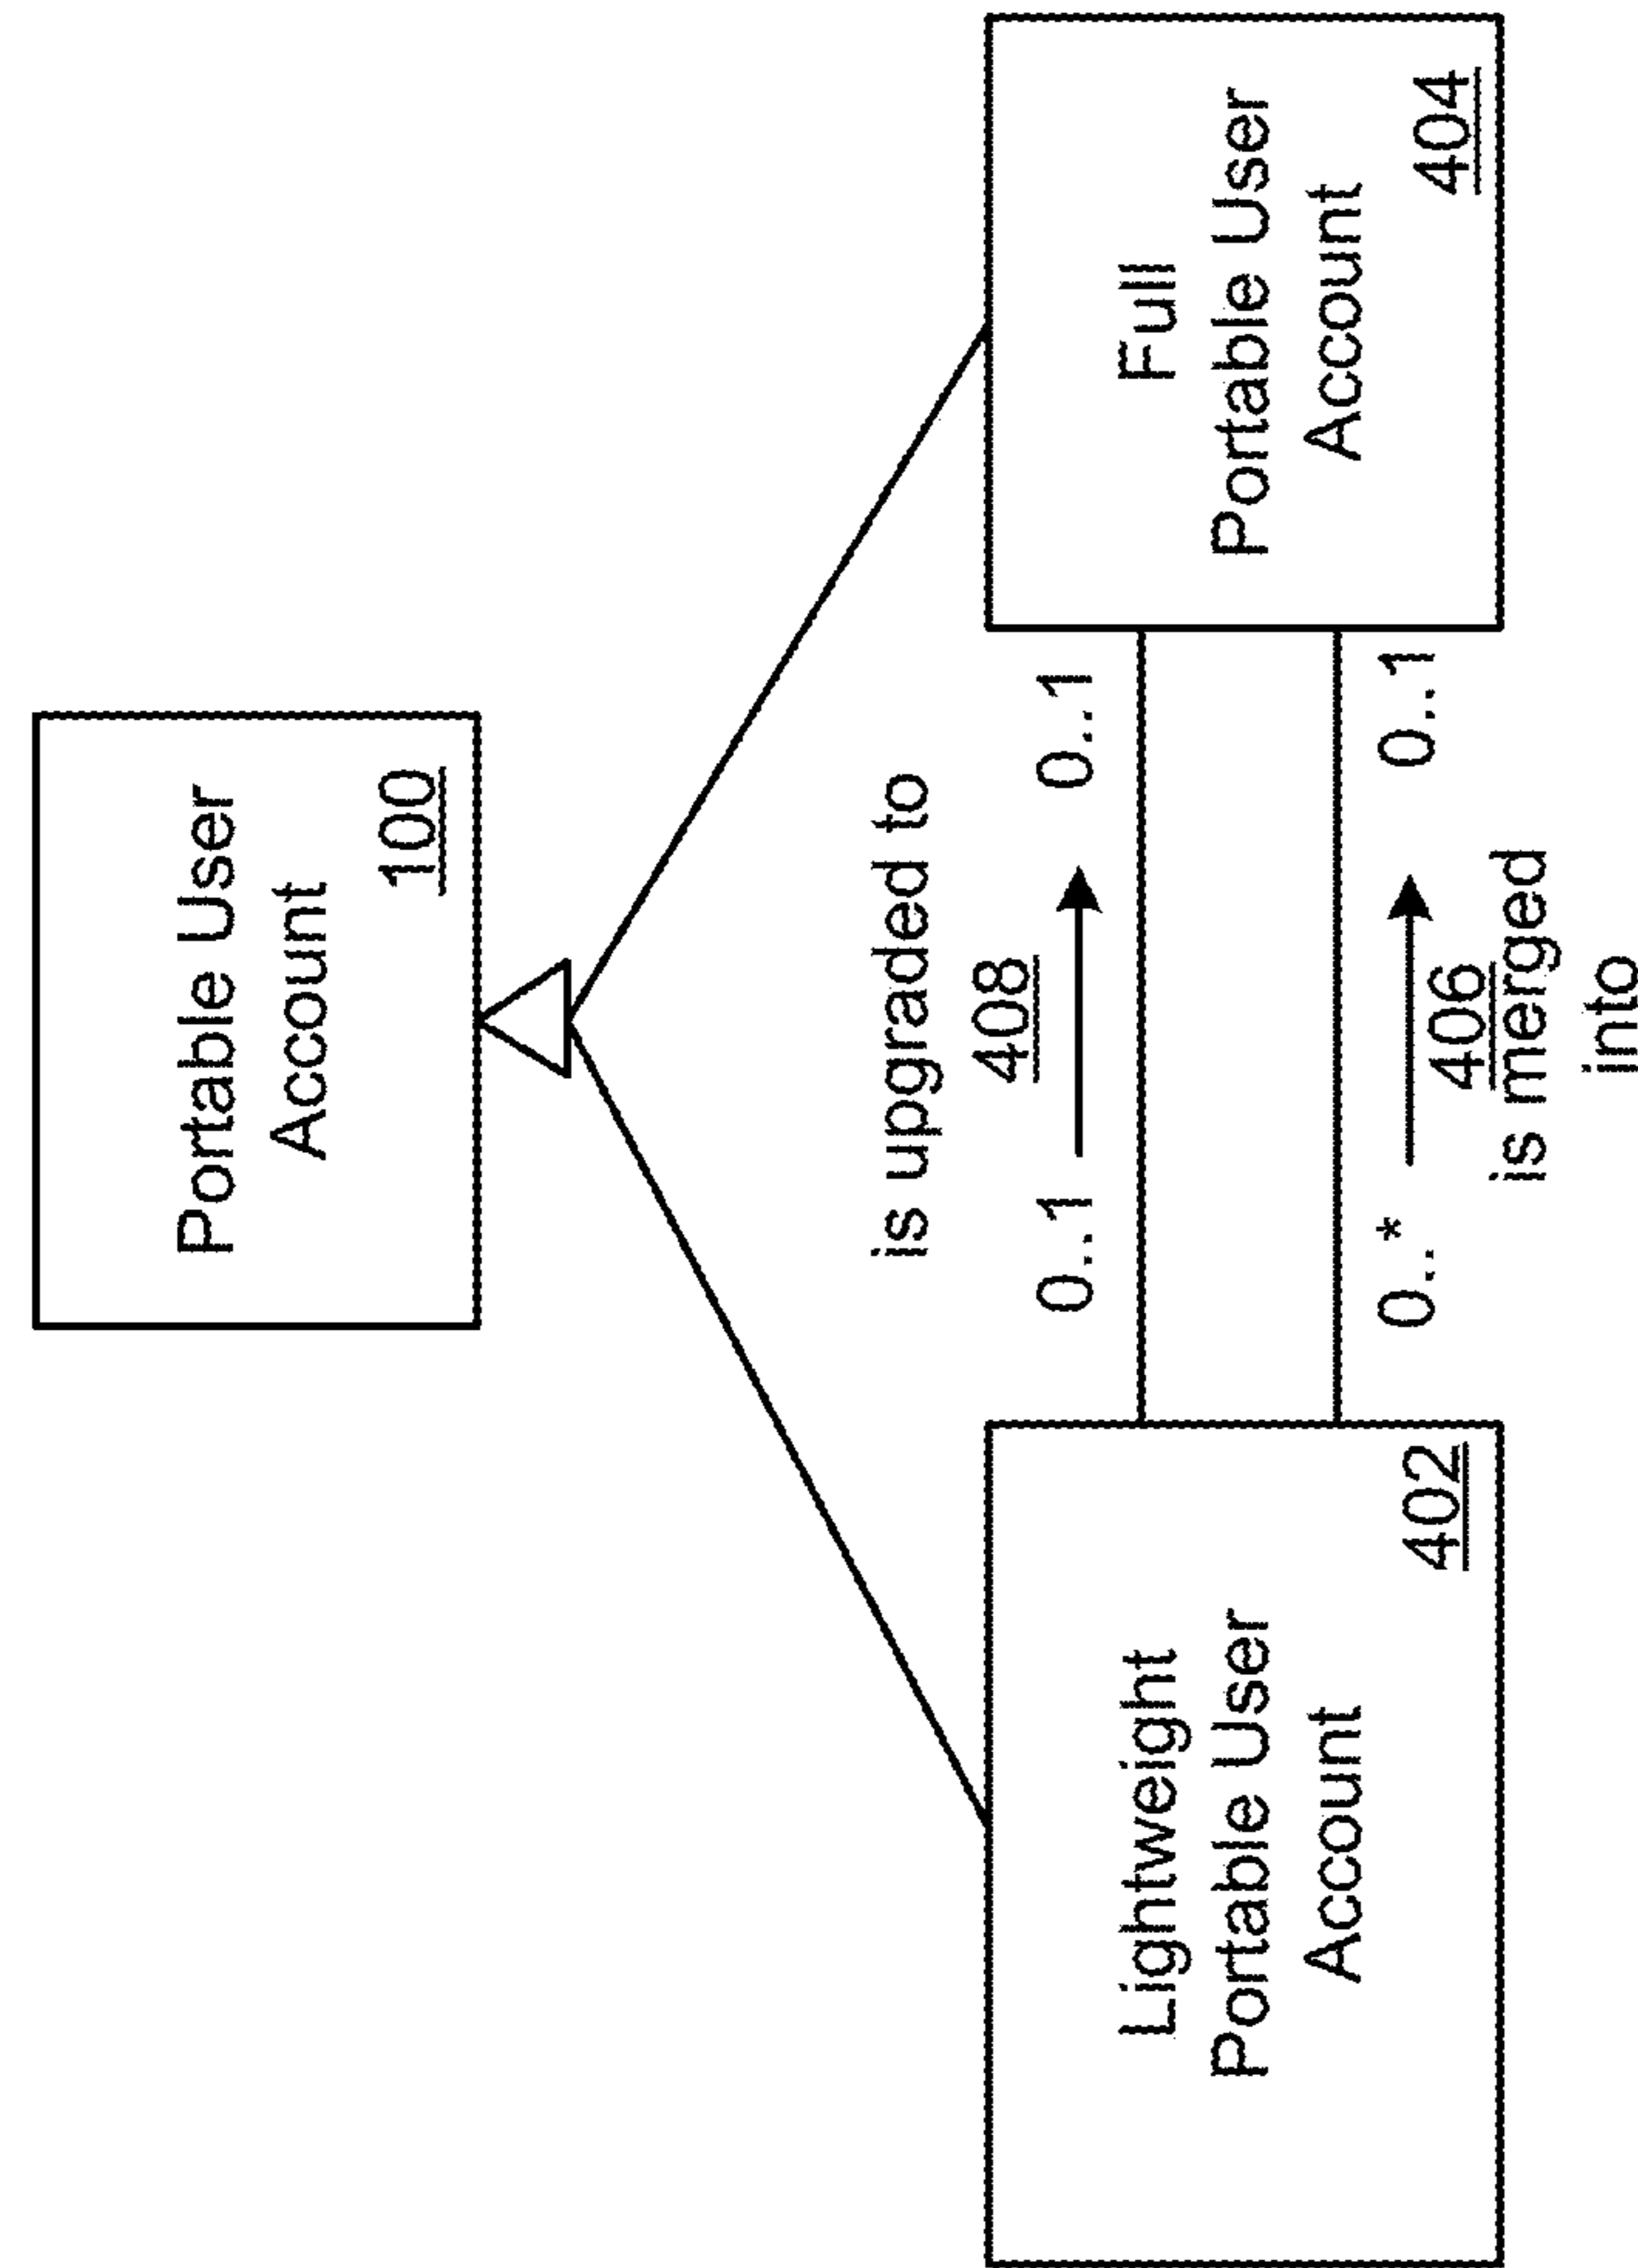 Portable User
Account
100
is upgraded to
408
0..1
0..1
Lightweight
Portable User
Account
402
Full
Portable User
Account
404
0..*
0..1
406
is merged
into